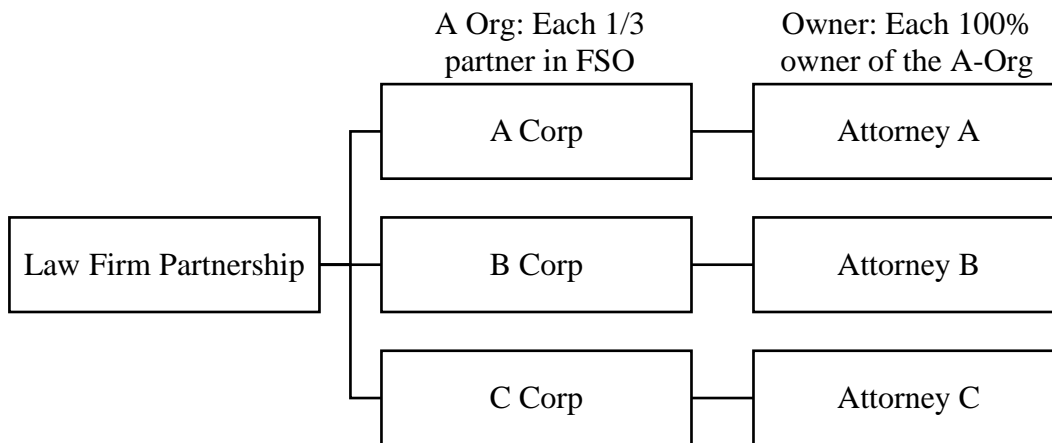 A Org: Each 1/3
partner in FSO
Owner: Each 100%
owner of the A-Org
A Corp
Attorney A
Law Firm Partnership
B Corp
Attorney B
C Corp
Attorney C